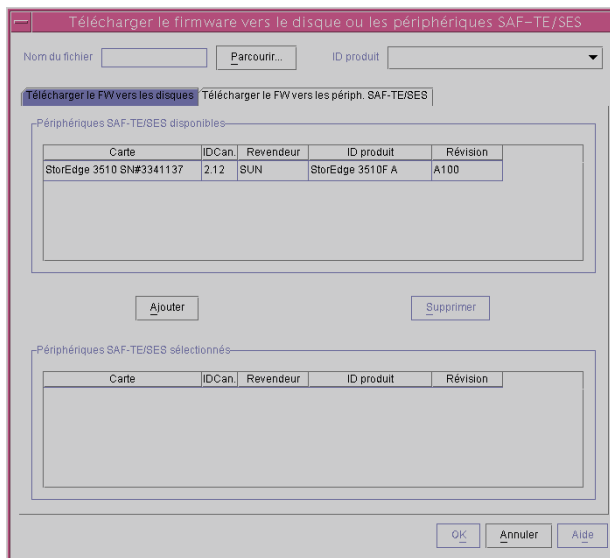 Télécharger le firmware vers le disque ou les périphériques SAF-TE/SES
Nom du fichier Parcourir... ID produit
Télécharger le FW vers les disques Télécharger le FW vers les périph. SAF-TE/SES
Périphériques SAF-TE/SES disponibles
Carte IDCan. Revendeur ID produit Révision
StorEdge 3510 SN#3341137 2.12 SUN StorEdge 3510F A A100
Ajouter Supprimer
Périphériques SAF-TE/SES sélectionnés
Carte IDCan. Revendeur ID produit Révision
OK Annuler Aide